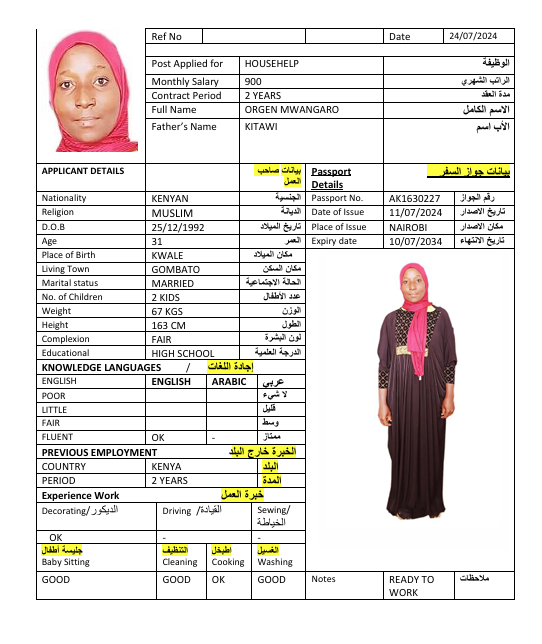 Ref No Date 24/07/2024
Post Applied for HOUSEHELP الوظيفة
Monthly Salary 900 الراتب الشهري
Contract Period 2 YEARS مدة العقد
Full Name ORGEN MWANGARO الاسم الكامل
Father's Name KITAWI الأب اسم
APPLICANT DETAILS بيانات صاحب العمل Passport Details بيانات جواز السفر
Nationality KENYAN الجنسية Passport No. AK1630227 رقم الجواز
Religion MUSLIM الديانة Date of Issue 11/07/2024 تاريخ الاصدار
D.O.B 25/12/1992 تاريخ الميلاد Place of Issue NAIROBI مكان الاصدار
Age 31 العمر Expiry date 10/07/2034 تاريخ الانتهاء
Place of Birth KWALE مكان الميلاد
Living Town GOMBATO مكان السكن
Marital status MARRIED الحالة الاجتماعية
No. of Children 2 KIDS عدد الأطفال
Weight 67 KGS الوزن
Height 163 CM الطول
Complexion FAIR لون البشرة
Educational HIGH SCHOOL الدرجة العلمية
KNOWLEDGE LANGUAGES / إجادة اللغات
ENGLISH ENGLISH ARABIC عربي
POOR لا شيء
LITTLE قليل
FAIR وسط
FLUENT OK - ممتاز
PREVIOUS EMPLOYMENT الخبرة خارج البلد
COUNTRY KENYA البلد
PERIOD 2 YEARS المدة
Experience Work خبرة العمل
Decorating/الديكور Driving /القيادة Sewing/ الخياطة
OK - -
جليسة أطفال التنظيف اطبخل الغسيل
Baby Sitting Cleaning Cooking Washing
GOOD GOOD OK GOOD Notes READY TO WORK ملاحظات